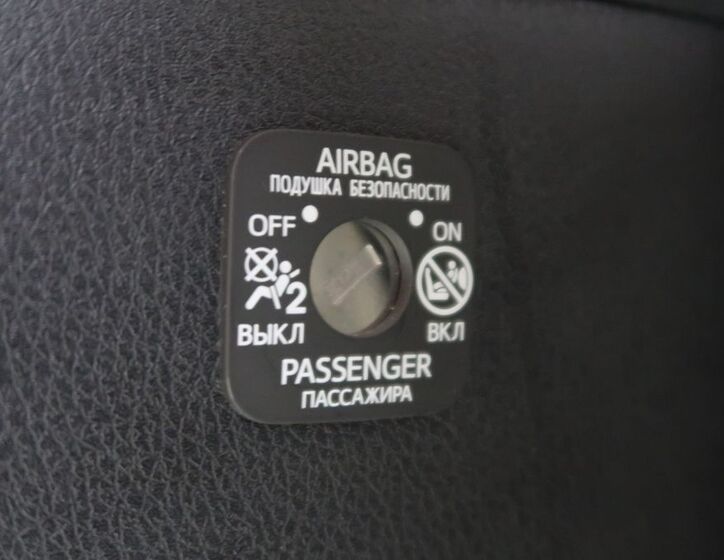 AIRBAG
ПОДУШКА БЕЗОПАСНОСТИ
OFF ON
2
ВЫКЛ ВКЛ
PASSENGER
ПАССАЖИРА